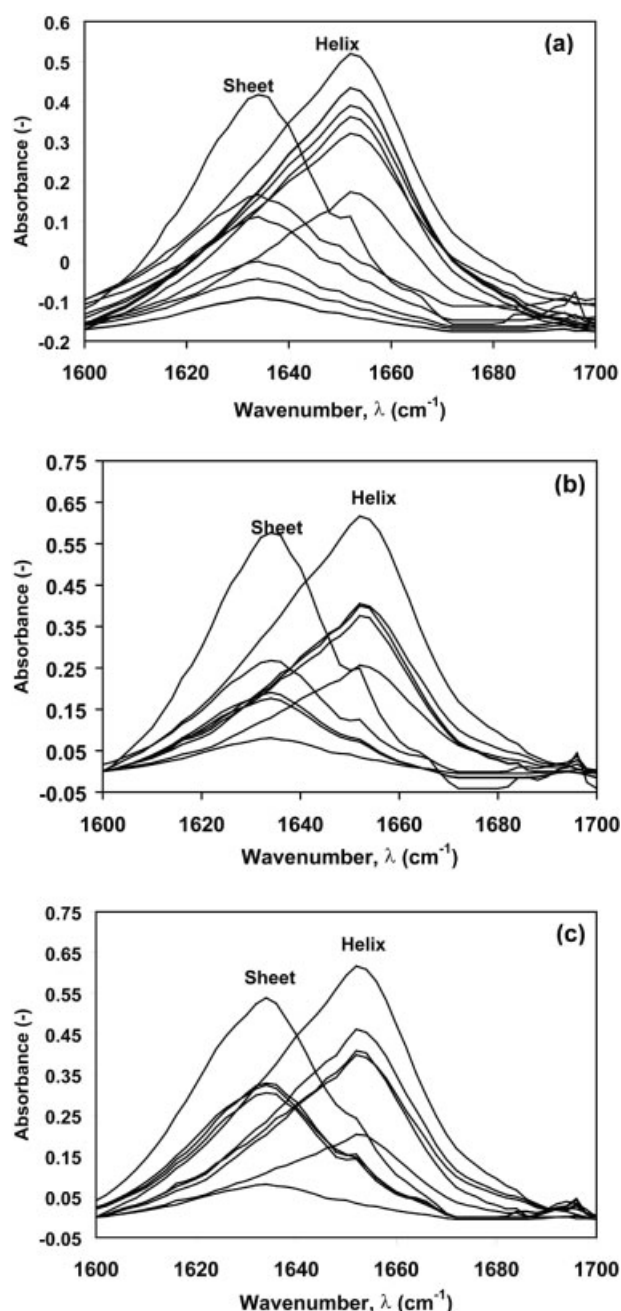 (a)
0.6
0.5
0.4
0.3
0.2
0.1
0
-0.1
-0.2
Absorbance (-)
Helix
Sheet
1600 1620 1640 1660 1680 1700
Wavenumber, λ (cm-1)
(b)
0.75
0.65
0.55
0.45
0.35
0.25
0.15
0.05
-0.05
Absorbance (-)
Helix
Sheet
1600 1620 1640 1660 1680 1700
Wavenumber, λ (cm-1)
(c)
0.75
0.65
0.55
0.45
0.35
0.25
0.15
0.05
-0.05
Absorbance (-)
Helix
Sheet
1600 1620 1640 1660 1680 1700
Wavenumber, λ (cm-1)